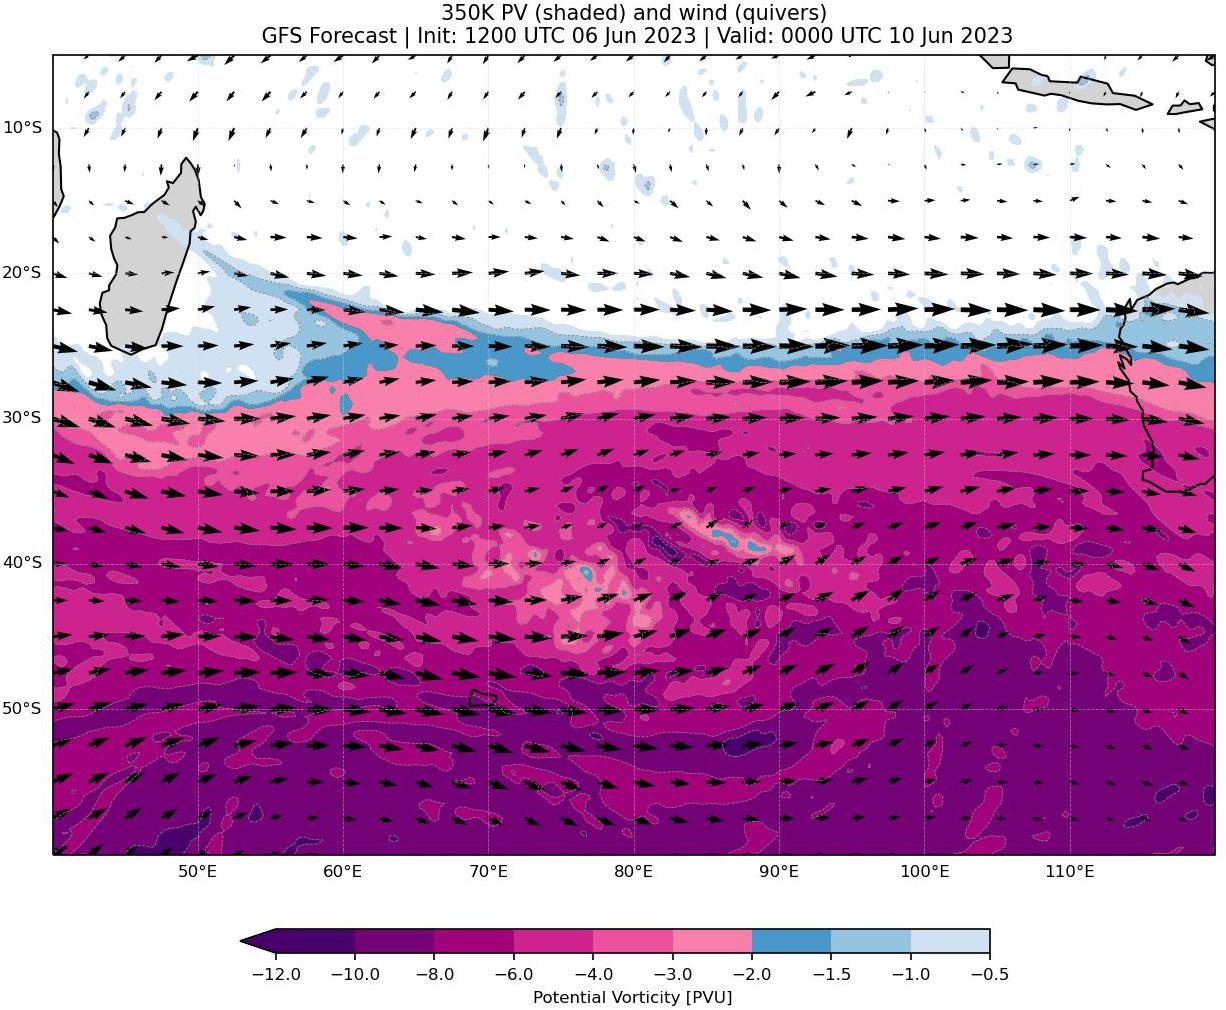 350K PV (shaded) and wind (quivers)
GFS Forecast | Init: 1200 UTC 06 Jun 2023 | Valid: 0000 UTC 10 Jun 2023
10°S
20°S
30°S
40°S
50°S
50°E 60°E 70°E 80°E 90°E 100°E 110°E
−12.0 −10.0 −8.0 −6.0 −4.0 −3.0 −2.0 −1.5 −1.0 −0.5
Potential Vorticity [PVU]